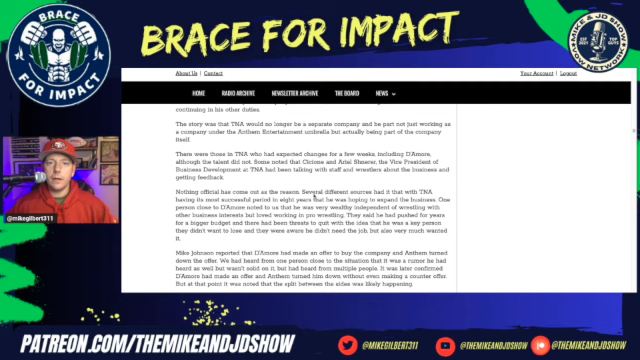 BRACE
FOR IMPACT
BRACE FOR IMPACT
MIKE & JD SHOW
EST. 2021
TOP GUYS
VOW NETWORK
About Us | Contact
Your Account | Logout
HOME RADIO ARCHIVE NEWSLETTER ARCHIVE THE BOARD NEWS
continuing in his other duties.
The story was that TNA would no longer be a separate company and be part not just working as
a company under the Anthem Entertainment umbrella but actually being part of the company
itself.
There were those in TNA who had expected changes for a few weeks, including D'Amore,
although the talent did not. Some noted that Cicione and Ariel Shnerer, the Vice President of
Business Development at TNA had been talking with staff and wrestlers about the business and
getting feedback.
Nothing official has come out as the reason. Several different sources had it that with TNA
having its most successful period in eight years that he was hoping to expand the business. One
person close to D'Amore noted to us that he was very wealthy independent of wrestling with
other business interests but loved working in pro wrestling. They said he had pushed for years
for a bigger budget and there had been threats to quit with the idea that he was a key person
they didn't want to lose and they were aware he didn't need the job, but also very much wanted
it.
Mike Johnson reported that D'Amore had made an offer to buy the company and Anthem turned
down the offer. We had heard from one person close to the situation that it was a rumor he had
heard as well but wasn't solid on it, but had heard from multiple people. It was later confirmed
D'Amore had made an offer and Anthem turned him down without even making a counter offer.
But at that point it was noted that the split between the sides was likely happening.
@mikegilbert311
PATREON.COM/THEMIKEANDJDSHOW
@MIKEGILBERT311
@THEMIKEANDJDSHOW
@THEMIKEANDJDSHOW